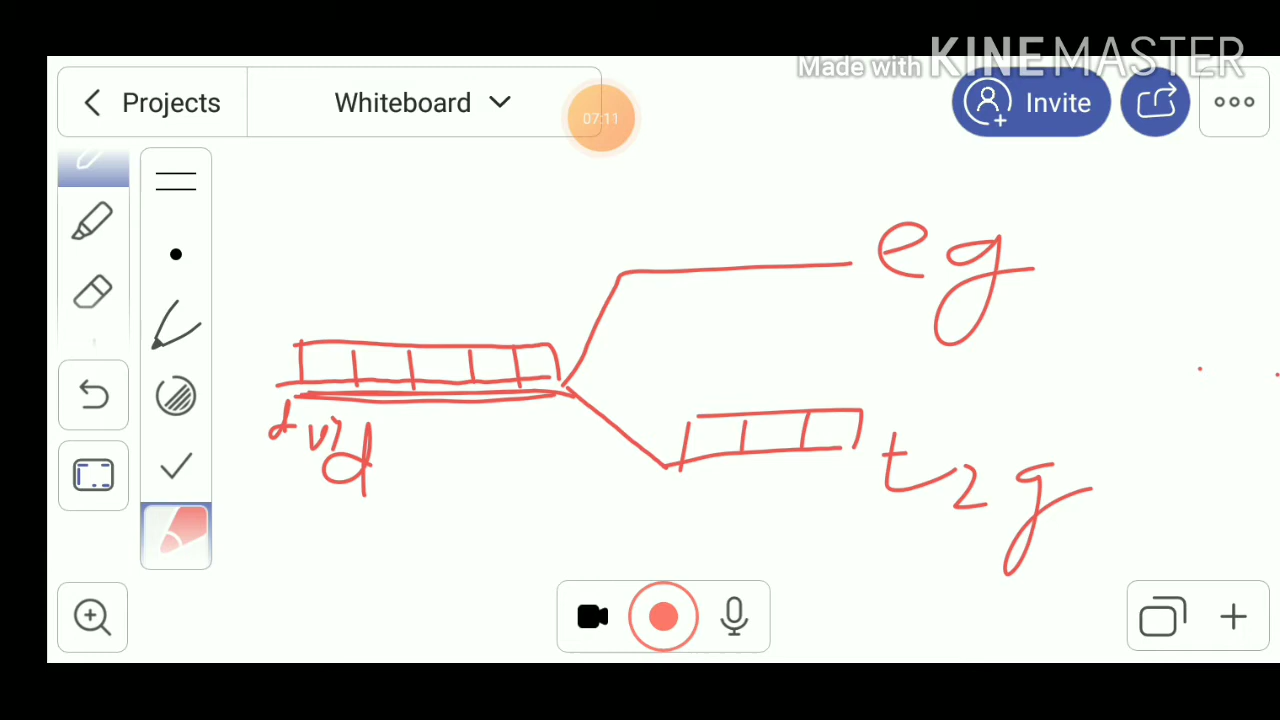 Made with KINEMASTER
Projects
Whiteboard
07:11
Invite
eg
d
t2g